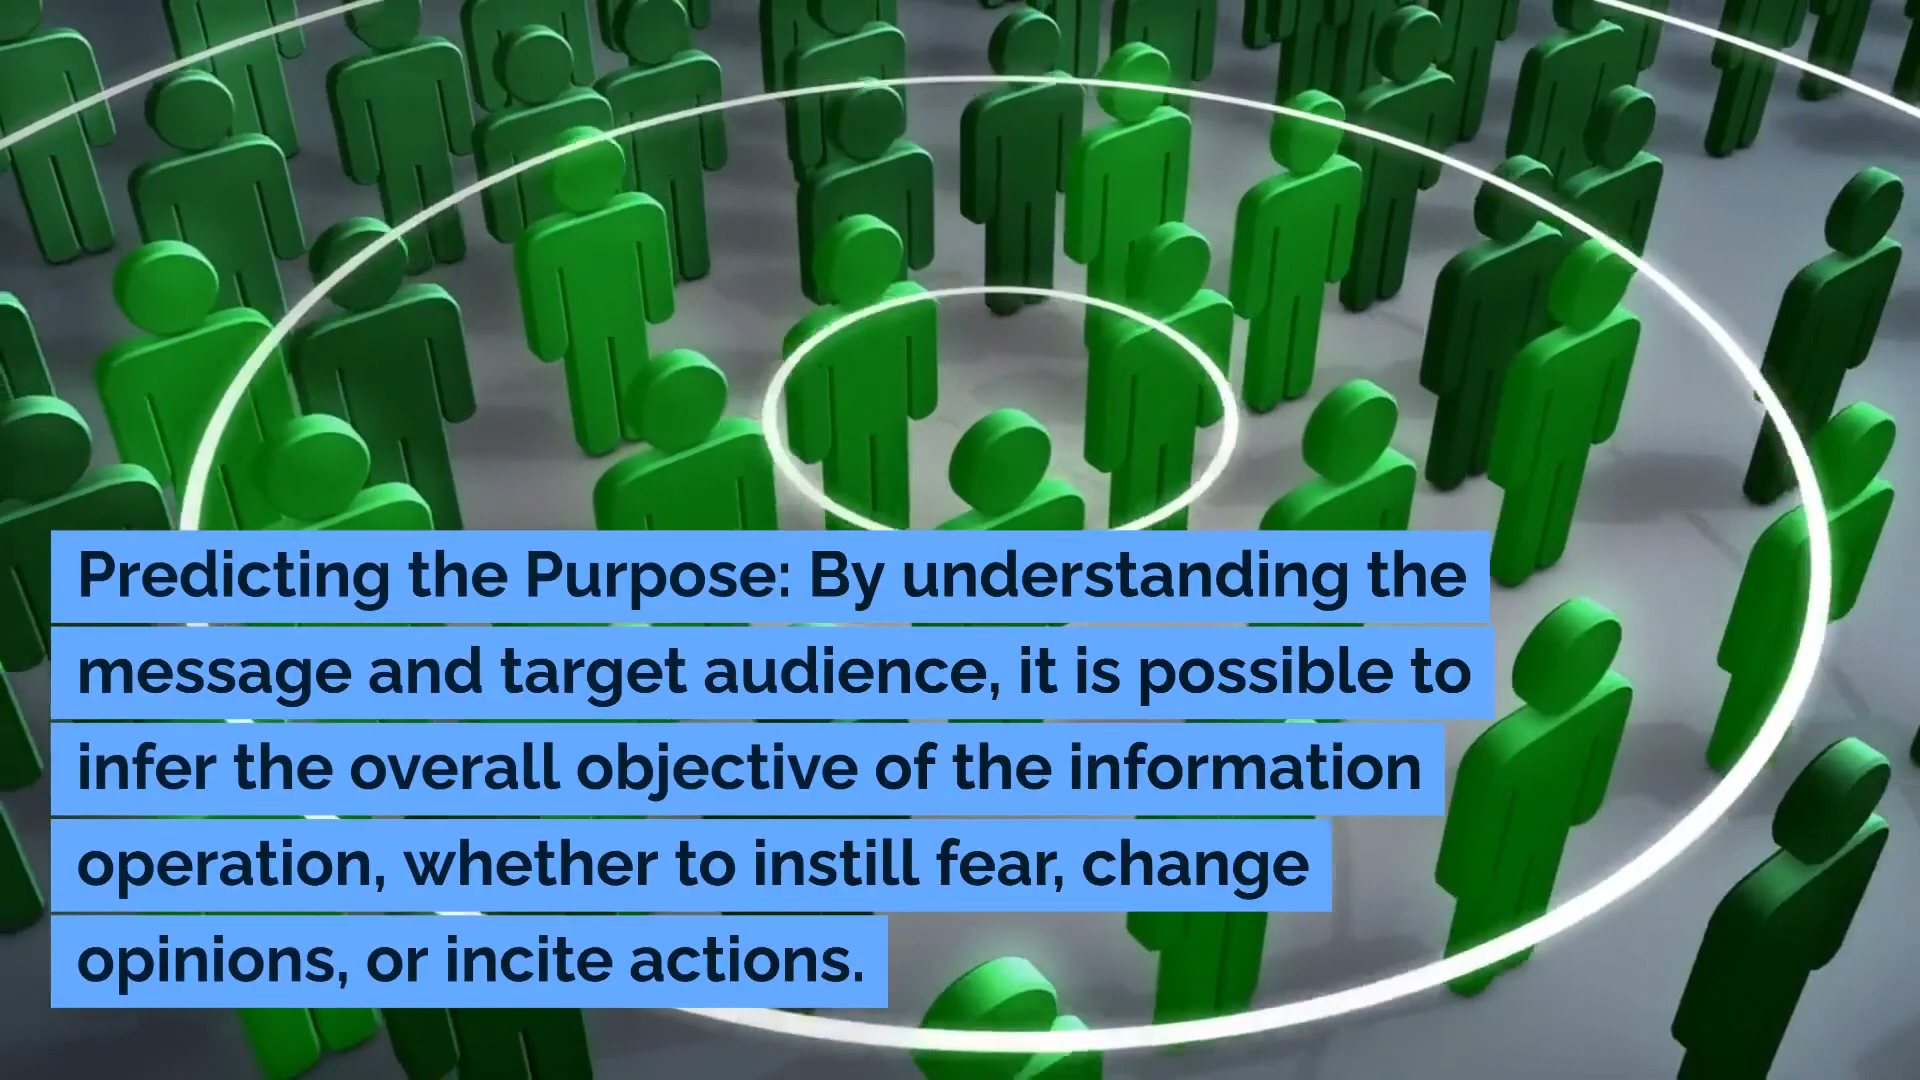 Predicting the Purpose: By understanding the
message and target audience, it is possible to
infer the overall objective of the information
operation, whether to instill fear, change
opinions, or incite actions.